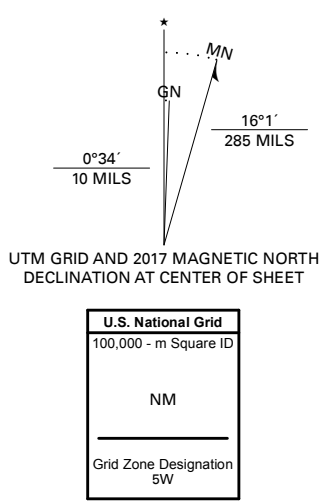 ★
MN
GN
16°1´
285 MILS
0°34´
10 MILS
UTM GRID AND 2017 MAGNETIC NORTH
DECLINATION AT CENTER OF SHEET
U.S. National Grid
100,000 - m Square ID
NM
Grid Zone Designation
5W